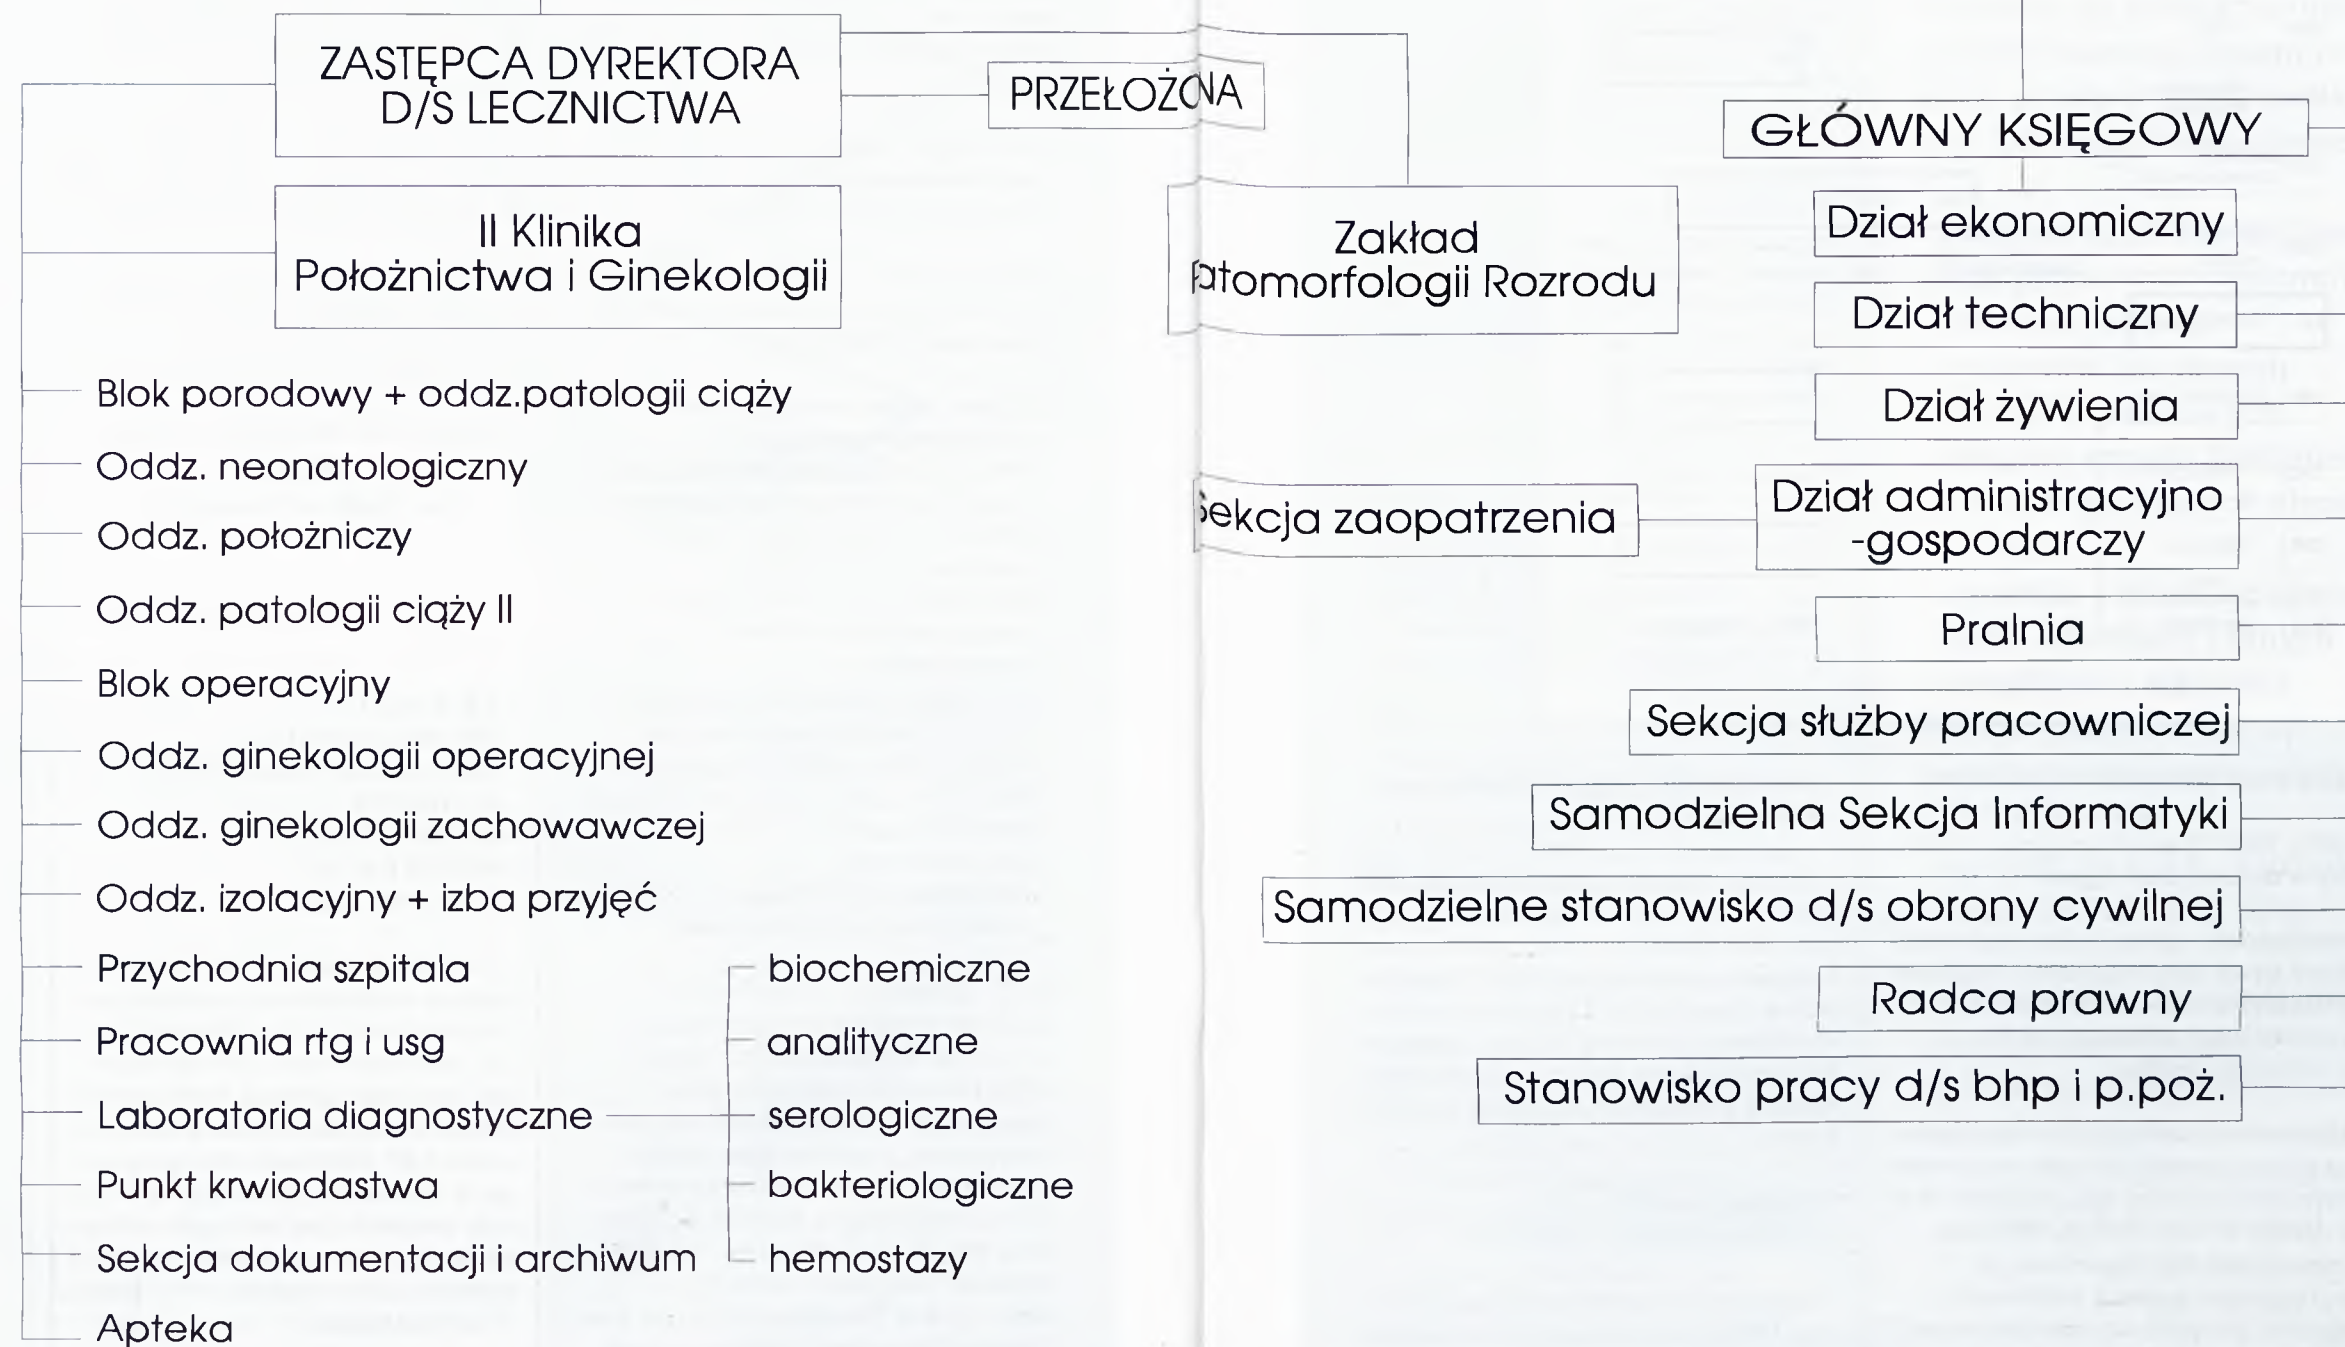 ZASTĘPCA DYREKTORA
D/S LECZNICTWA
PRZEŁOŻONA
II Klinika
Położnictwa i Ginekologii
Zakład
Patomorfologii Rozrodu
Blok porodowy + oddz.patologii ciąży
Oddz. neonatologiczny
Oddz. położniczy
Oddz. patologii ciąży II
Blok operacyjny
Oddz. ginekologii operacyjnej
Oddz. ginekologii zachowawczej
Oddz. izolacyjny + izba przyjęć
Przychodnia szpitala
Pracownia rtg i usg
Laboratoria diagnostyczne
Punkt krwiodastwa
Sekcja dokumentacji i archiwum
Apteka
biochemiczne
analityczne
serologiczne
bakteriologiczne
hemostazy
GŁÓWNY KSIĘGOWY
Dział ekonomiczny
Dział techniczny
Dział żywienia
Sekcja zaopatrzenia
Dział administracyjno
-gospodarczy
Pralnia
Sekcja służby pracowniczej
Samodzielna Sekcja Informatyki
Samodzielne stanowisko d/s obrony cywilnej
Radca prawny
Stanowisko pracy d/s bhp i p.poż.